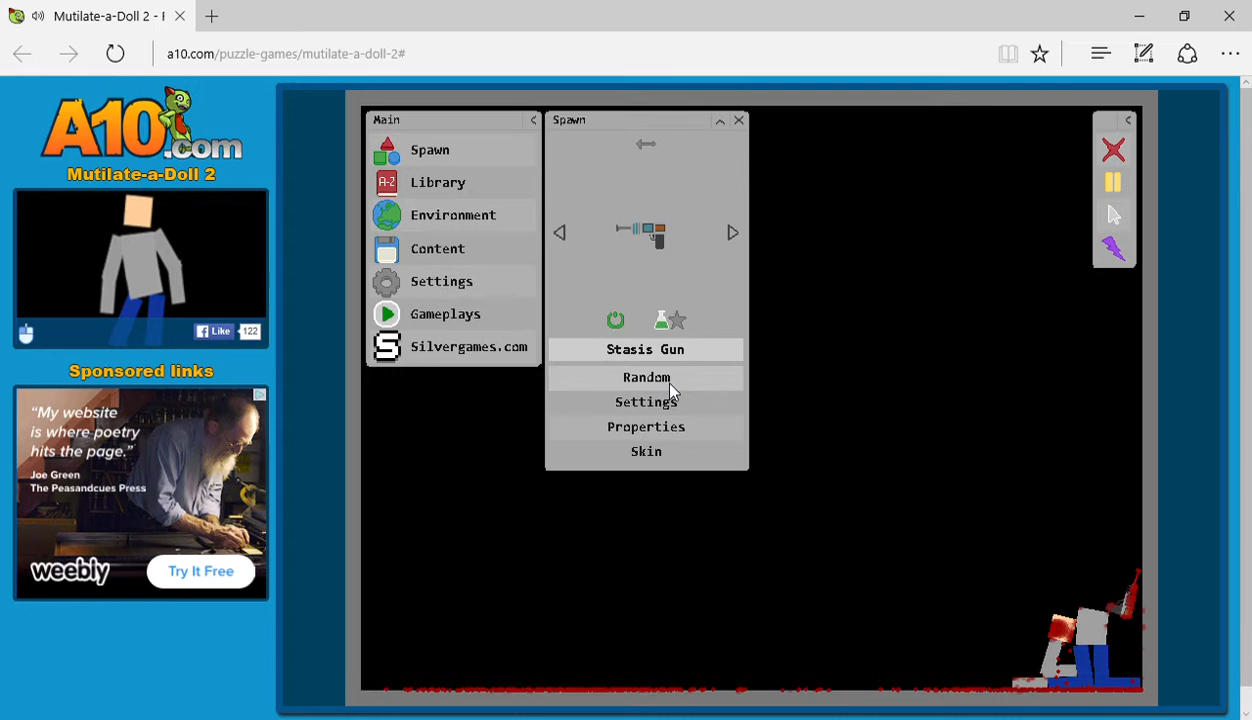 Mutilate-a-Doll 2 - F
a10.com/puzzle-games/mutilate-a-doll-2#
A10.com
Mutilate-a-Doll 2
Like 122
Sponsored links
"My website
is where poetry
hits the page."
Joe Green
The Peasandcues Press
weebly
Try It Free
Main
Spawn
A-Z Library
Environment
Content
Settings
Gameplays
S Silvergames.com
Spawn
Stasis Gun
Random
Settings
Properties
Skin